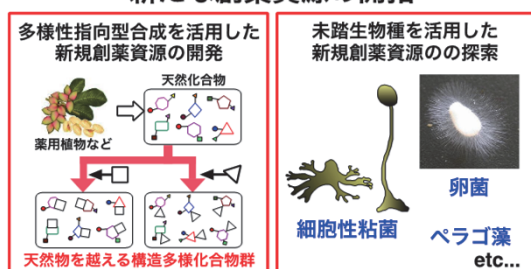 多様性指向型合成を活用した
新規創薬資源の開発
天然化合物
薬用植物など
天然物を越える構造多様化合物群
未踏生物種を活用した
新規創薬資源のの探索
卵菌
細胞性粘菌
ペラゴ藻
etc...